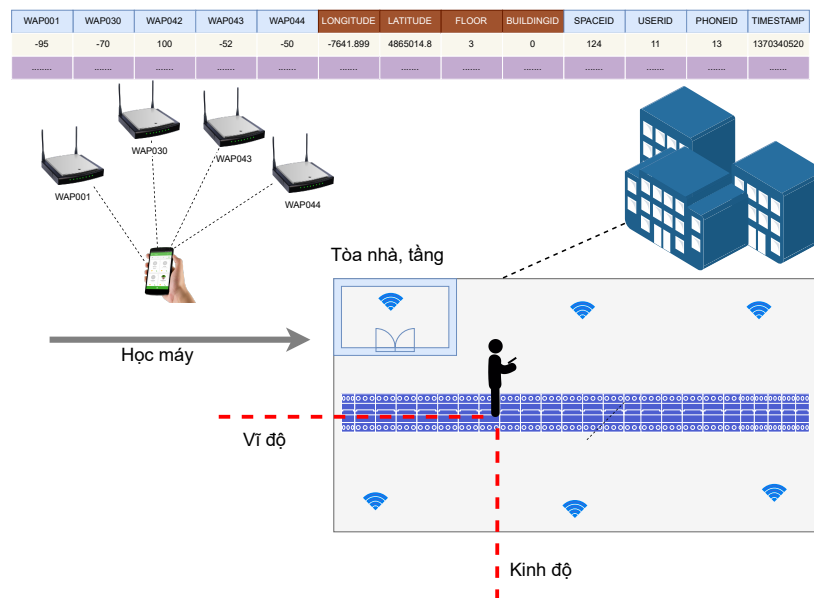 WAP001 WAP030 WAP042 WAP043 WAP044 LONGITUDE LATITUDE FLOOR BUILDINGID SPACEID USERID PHONEID TIMESTAMP
-95 -70 100 -52 -50 -7641.899 4865014.8 3 0 124 11 13 1370340520
....... ....... ....... ....... ....... ....... ....... ....... ....... ....... ....... ....... .......
WAP030
WAP043
WAP001
WAP044
Tòa nhà, tầng
Học máy
Vĩ độ
Kinh độ